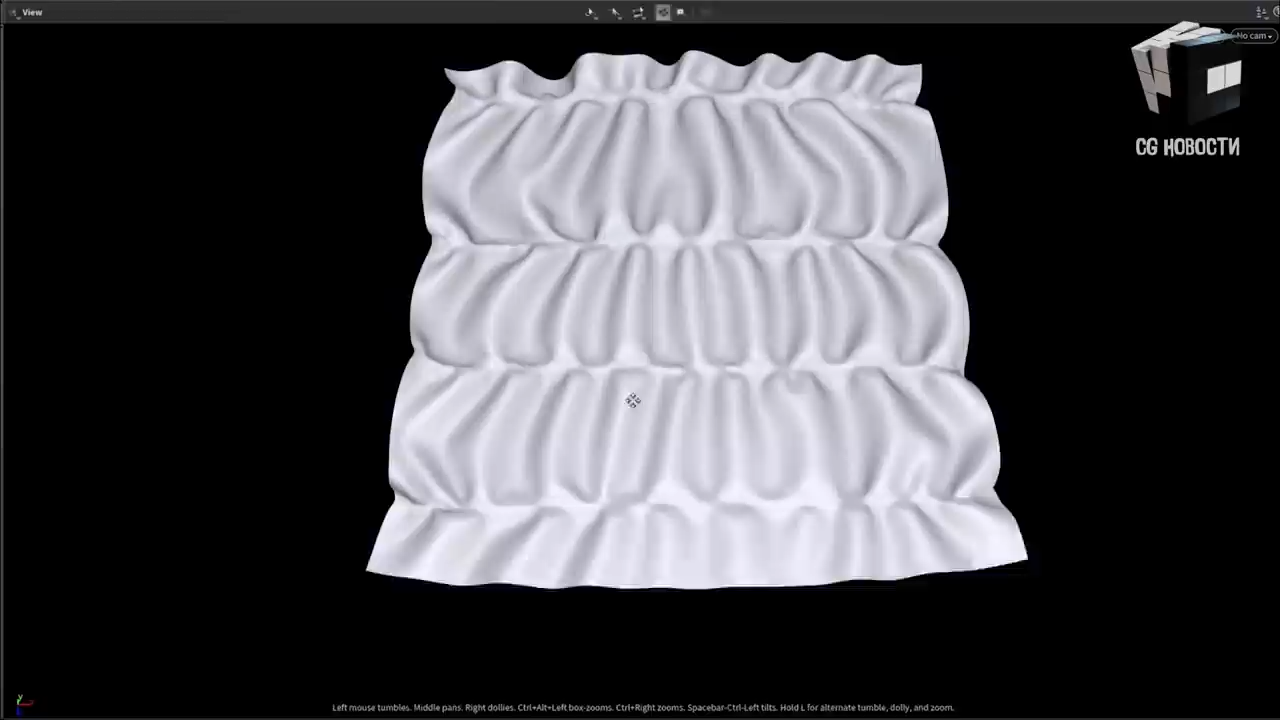 View
No cam
CG НОВОСТИ
Left mouse tumbles. Middle pans. Right dollies. Ctrl+Alt+Left box-zooms. Ctrl+Right zooms. Spacebar-Ctrl-Left tilts. Hold L for alternate tumble, dolly, and zoom.
y